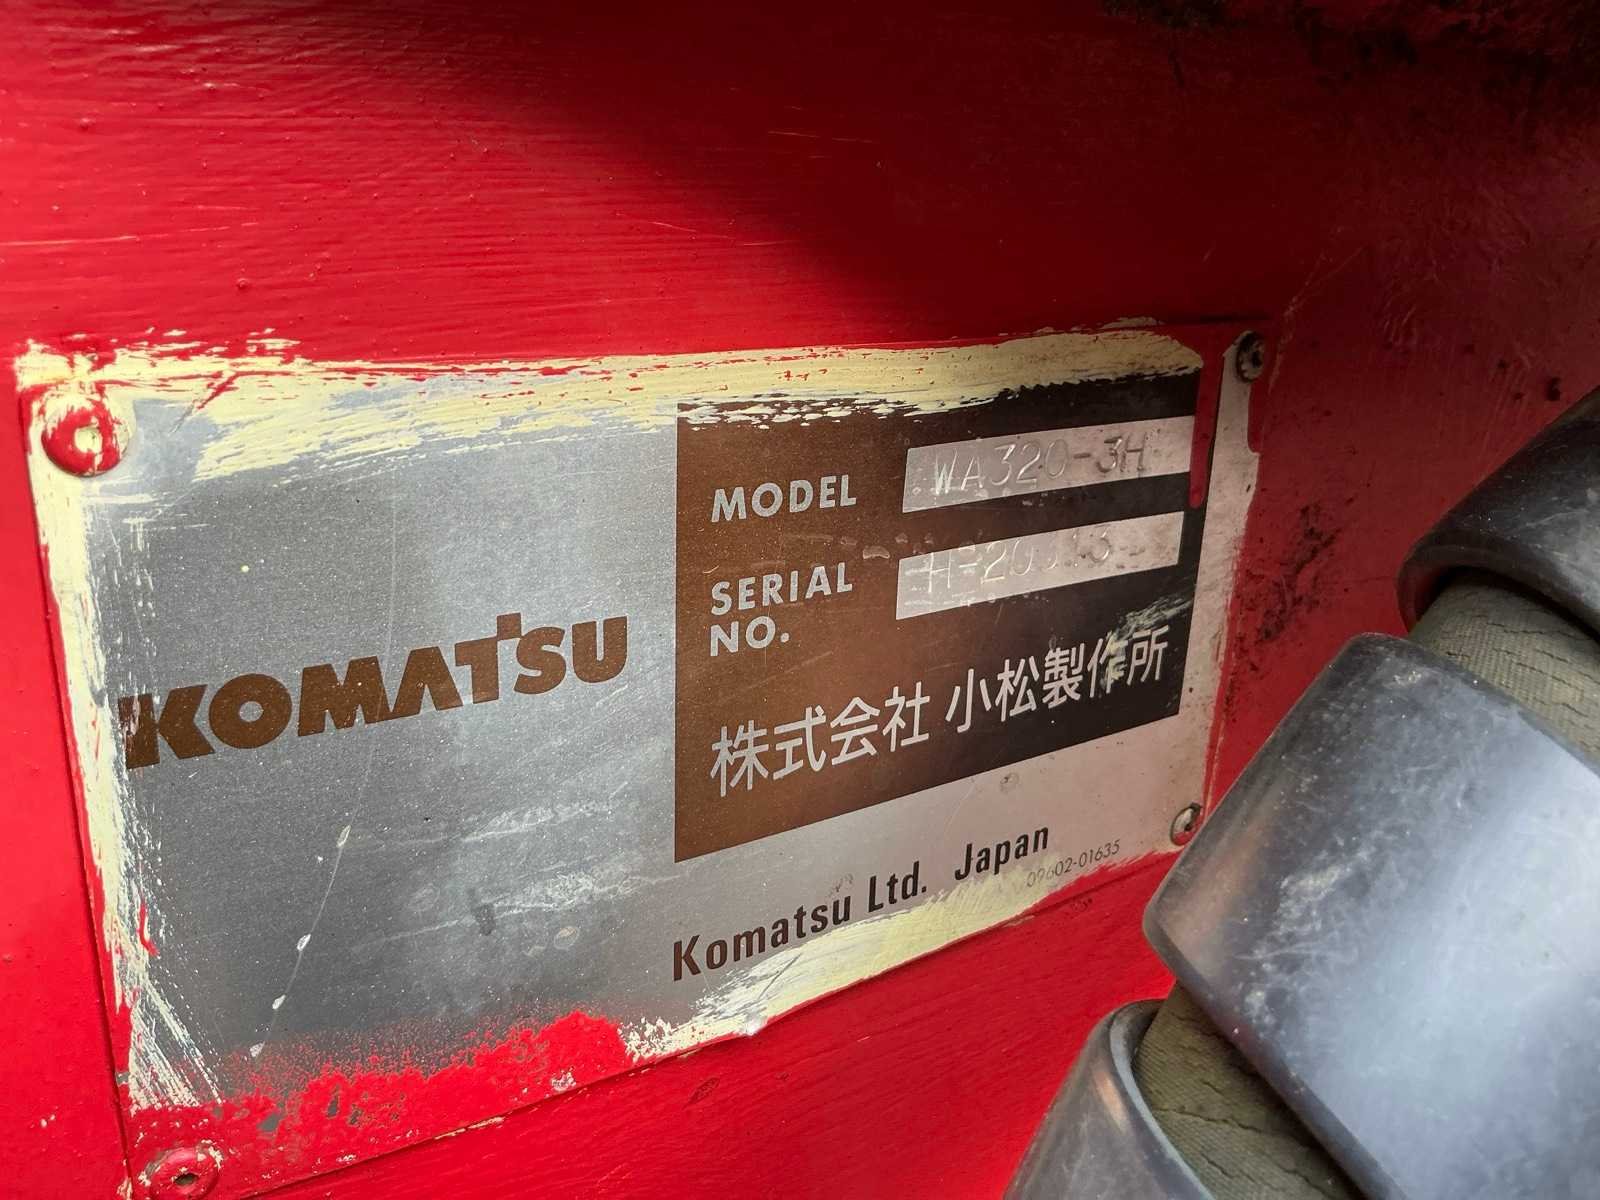 KOMATSU
MODEL WA320-3H
SERIAL
NO.
株式会社 小松製作所
Komatsu Ltd. Japan
09602-01635